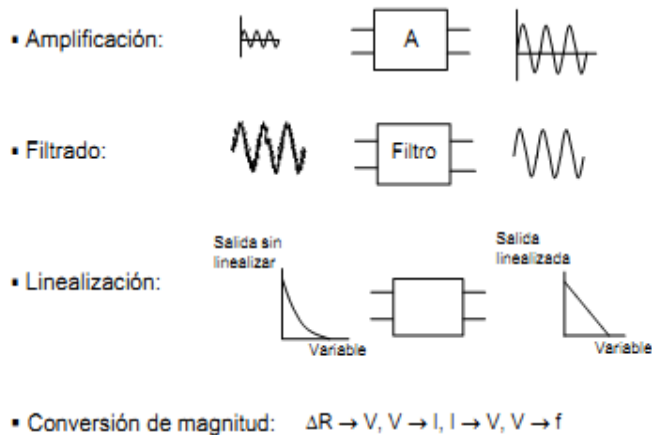 ▪ Amplificación:
A
▪ Filtrado:
Filtro
▪ Linealización:
Salida sin
linealizar
Variable
Salida
linealizada
Variable
▪ Conversión de magnitud: ΔR → V, V → I, I → V, V → f